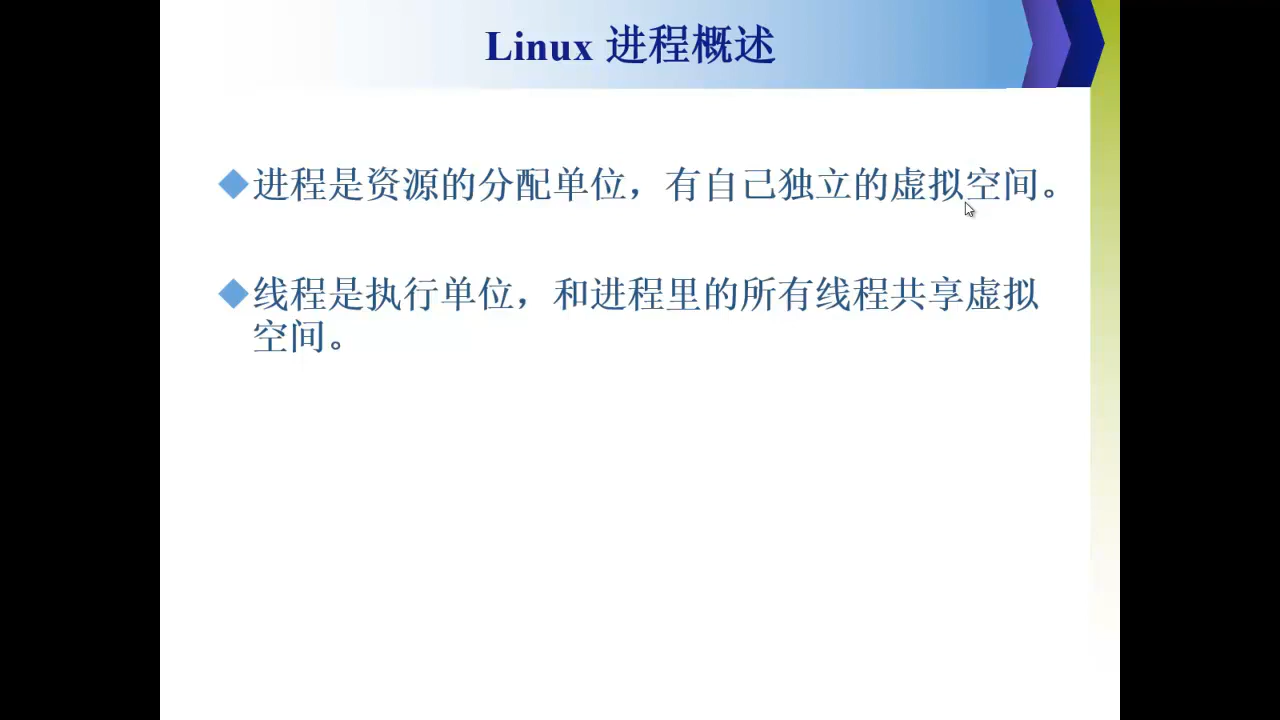 Linux 进程概述
进程是资源的分配单位，有自己独立的虚拟空间。
线程是执行单位，和进程里的所有线程共享虚拟
空间。